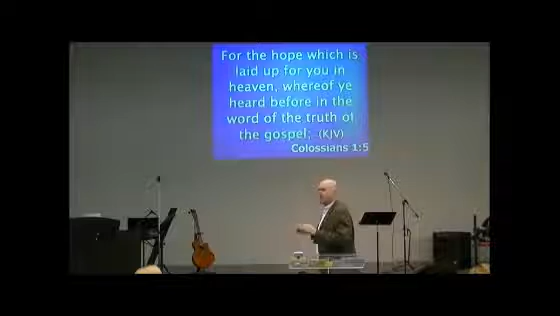 For the hope which is
laid up for you in
heaven, whereof ye
heard before in the
word of the truth of
the gospel; (KJV)
Colossians 1:5